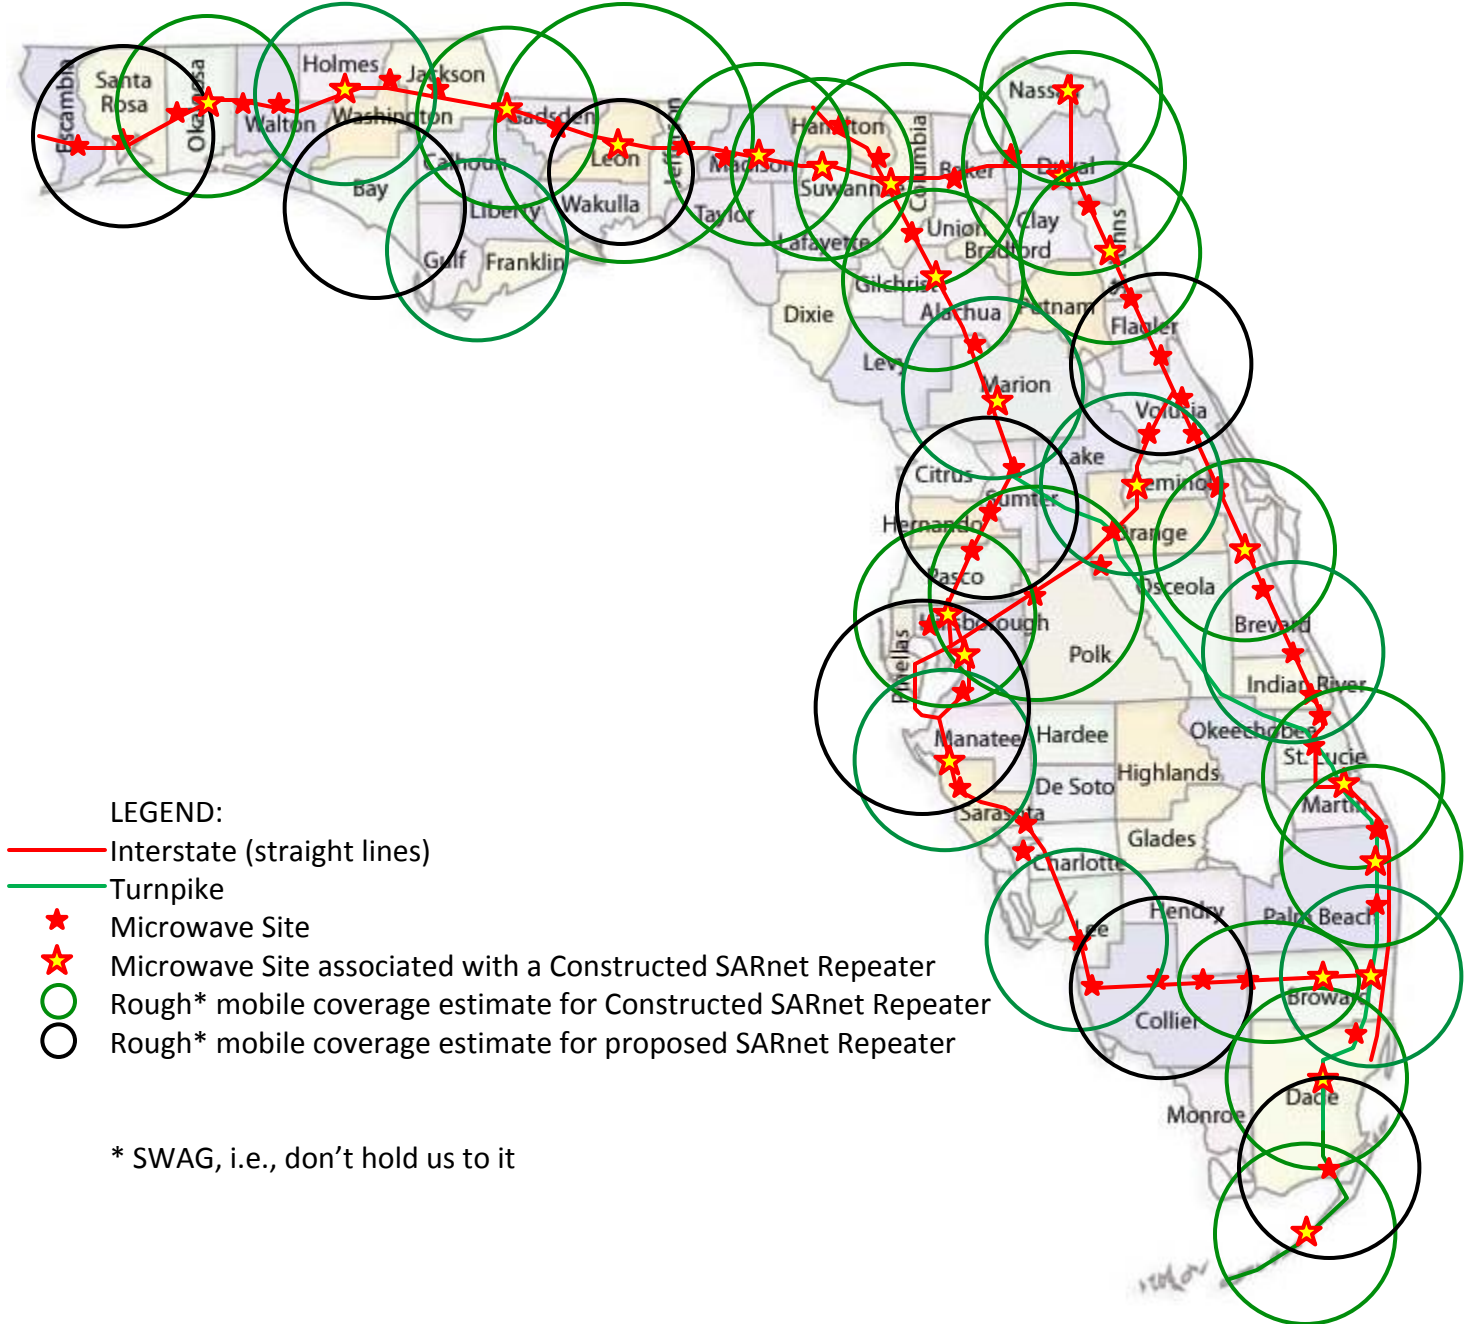 Escambia
Santa
Rosa
Okaloosa
Walton
Holmes
Washington
Jackson
Bay
Calhoun
Gulf
Liberty
Franklin
Gadsden
Leon
Wakulla
Jefferson
Madison
Taylor
Hamilton
Suwannee
Lafayette
Columbia
Baker
Nassau
Duval
Union
Bradford
Clay
St. Johns
Gilchrist
Dixie
Alachua
Putnam
Flagler
Levy
Marion
Volusia
Citrus
Lake
Sumter
Seminole
Hernando
Orange
Pasco
Osceola
Hillsborough
Pinellas
Polk
Brevard
Indian River
Manatee
Hardee
Okeechobee
St. Lucie
Highlands
De Soto
Sarasota
Martin
Glades
Charlotte
Lee
Hendry
Palm Beach
Collier
Broward
Monroe
Dade
LEGEND:
Interstate (straight lines)
Turnpike
Microwave Site
Microwave Site associated with a Constructed SARnet Repeater
Rough* mobile coverage estimate for Constructed SARnet Repeater
Rough* mobile coverage estimate for proposed SARnet Repeater
* SWAG, i.e., don’t hold us to it